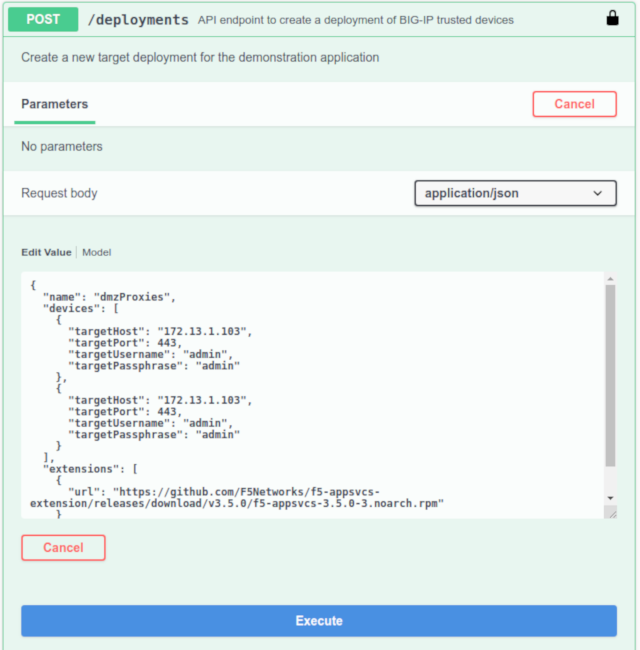 POST /deployments API endpoint to create a deployment of BIG-IP trusted devices
Create a new target deployment for the demonstration application
Parameters Cancel
No parameters
Request body application/json
Edit Value Model
{
"name": "dmzProxies",
"devices": [
{
"targetHost": "172.13.1.103",
"targetPort": 443,
"targetUsername": "admin",
"targetPassphrase": "admin"
},
{
"targetHost": "172.13.1.103",
"targetPort": 443,
"targetUsername": "admin",
"targetPassphrase": "admin"
}
],
"extensions": [
{
"url": "https://github.com/F5Networks/f5-appsvcs-
extension/releases/download/v3.5.0/f5-appsvcs-3.5.0-3.noarch.rpm"
}
Cancel
Execute